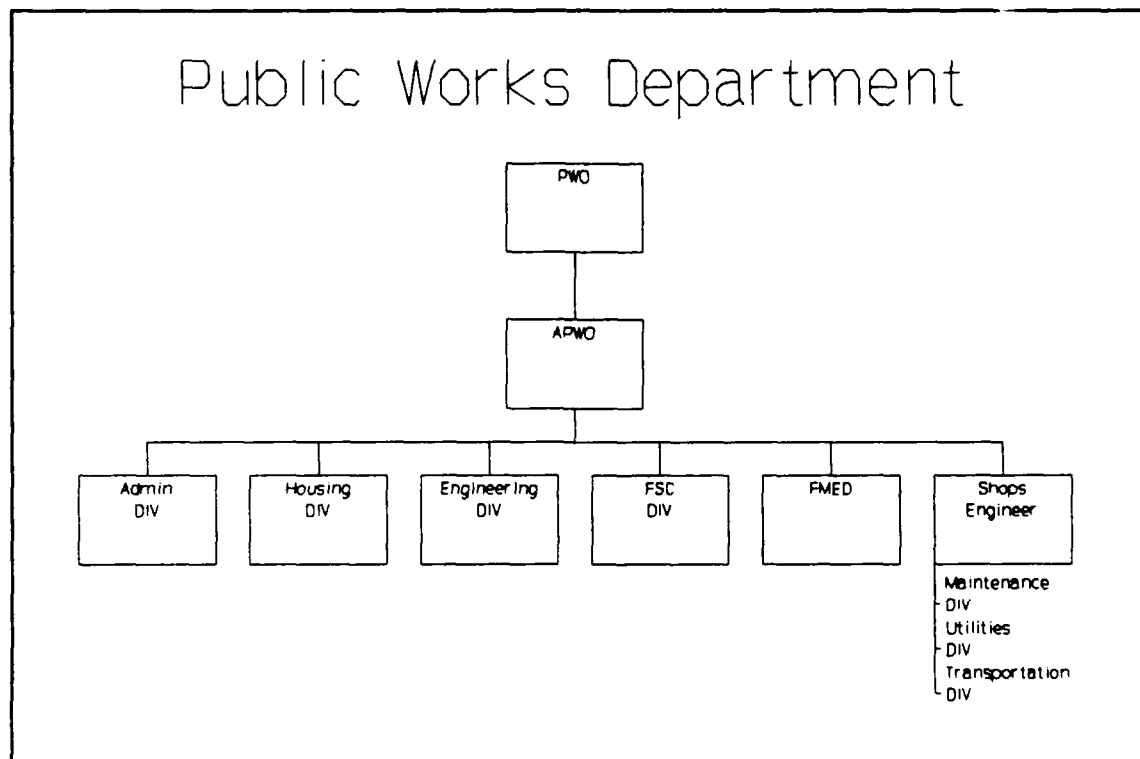 Public Works Department
PWO
APWO
Admin
DIV
Housing
DIV
Engineering
DIV
FSC
DIV
FMED
Shops
Engineer
Maintenance
DIV
Utilities
DIV
Transportation
DIV